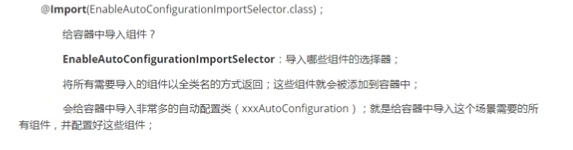 @Import(EnableAutoConfigurationImportSelector.class)；
给容器中导入组件？
EnableAutoConfigurationImportSelector：导入哪些组件的选择器；
将所有需要导入的组件以全类名的方式返回；这些组件就会被添加到容器中；
会给容器中导入非常多的自动配置类（xxxAutoConfiguration）；就是给容器中导入这个场景需要的所
有组件，并配置好这些组件；